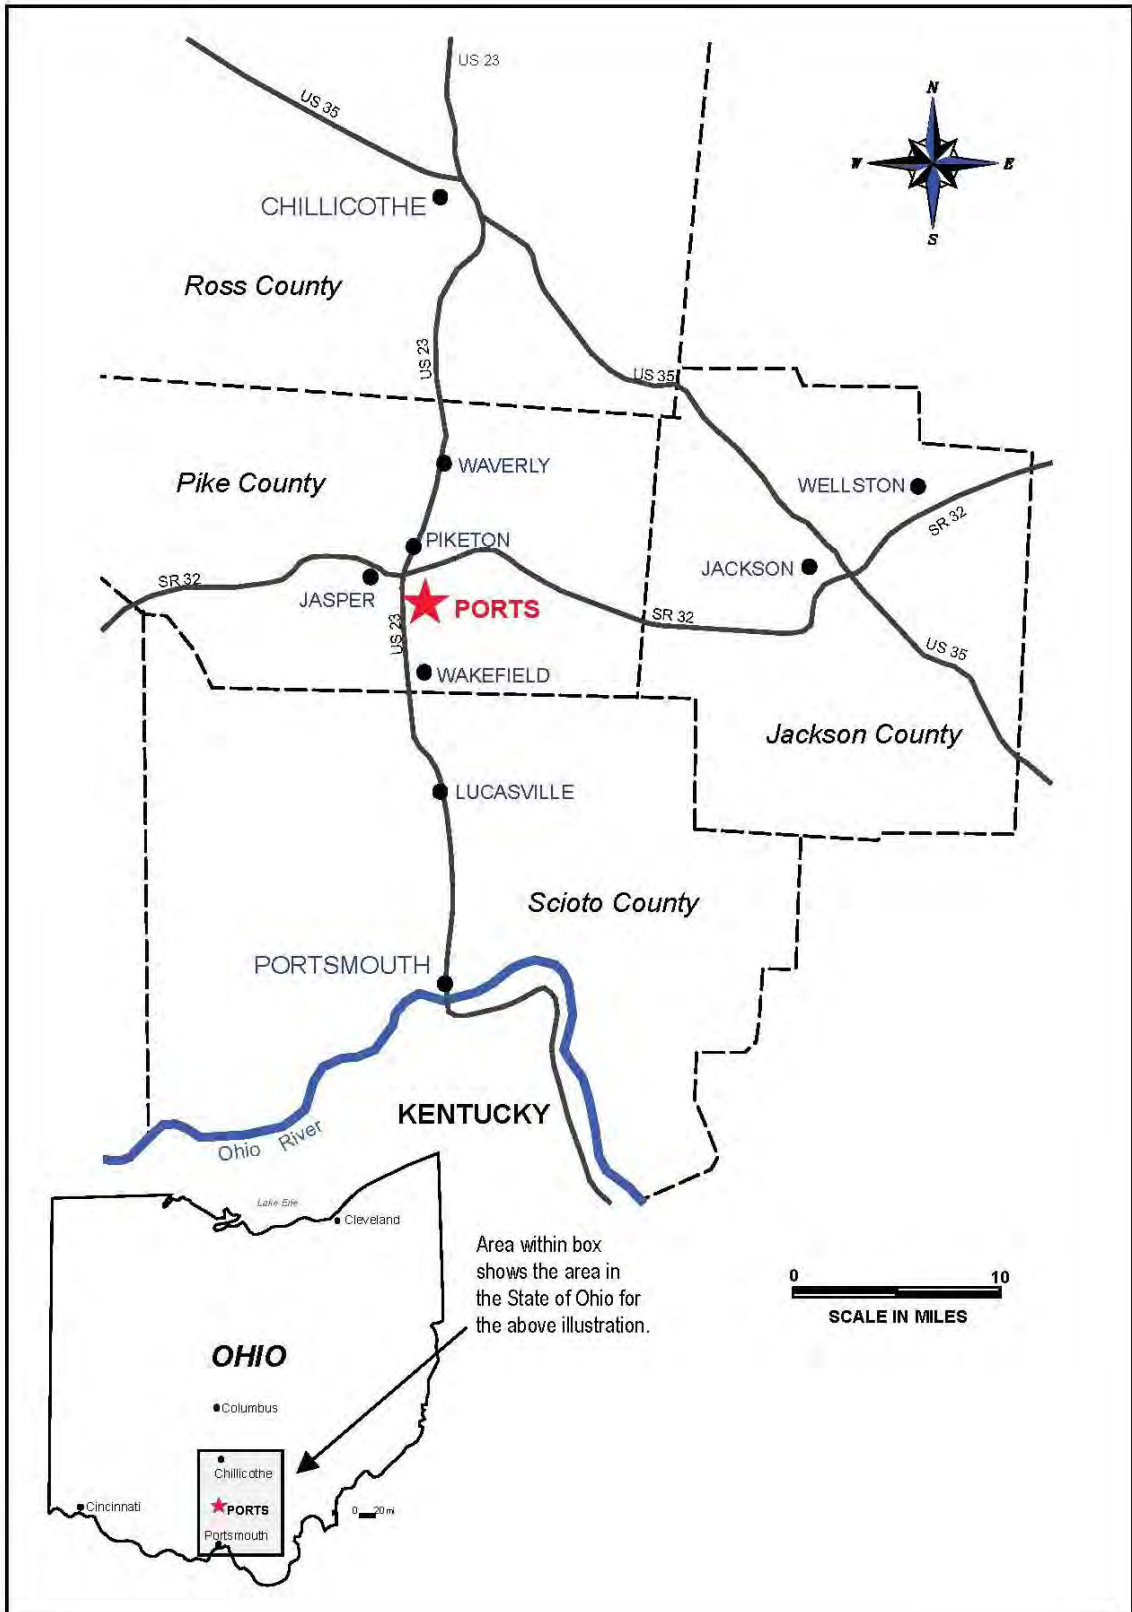 US 23
US 35
N
W
E
S
CHILLICOTHE
Ross County
US 23
US 35
WAVERLY
Pike County
WELLSTON
SR 32
PIKETON
JACKSON
SR 32
JASPER
PORTS
SR 32
US 23
US 35
WAKEFIELD
Jackson County
LUCASVILLE
Scioto County
PORTSMOUTH
KENTUCKY
Ohio River
Lake Erie
Cleveland
Area within box
shows the area in
the State of Ohio for
the above illustration.
0 10
SCALE IN MILES
OHIO
Columbus
Chillicothe
Cincinnati
PORTS
0 20 mi
Portsmouth